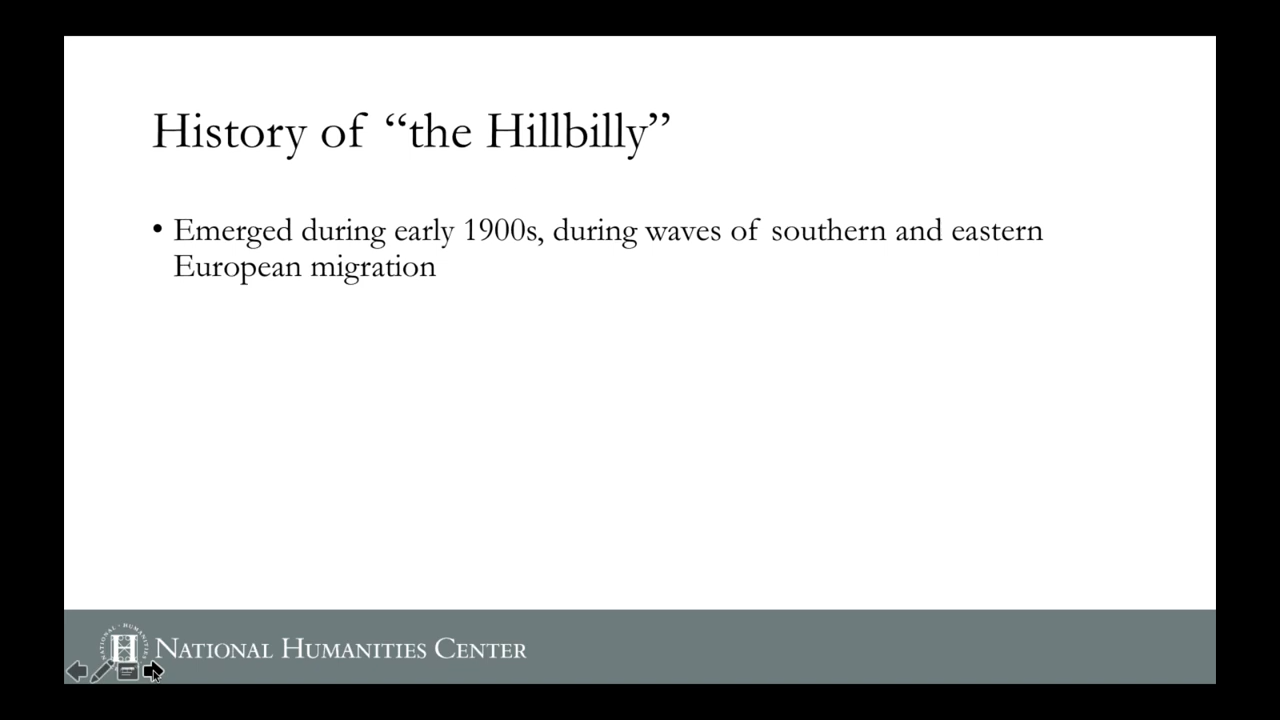 History of “the Hillbilly”
• Emerged during early 1900s, during waves of southern and eastern
European migration
NATIONAL HUMANITIES CENTER